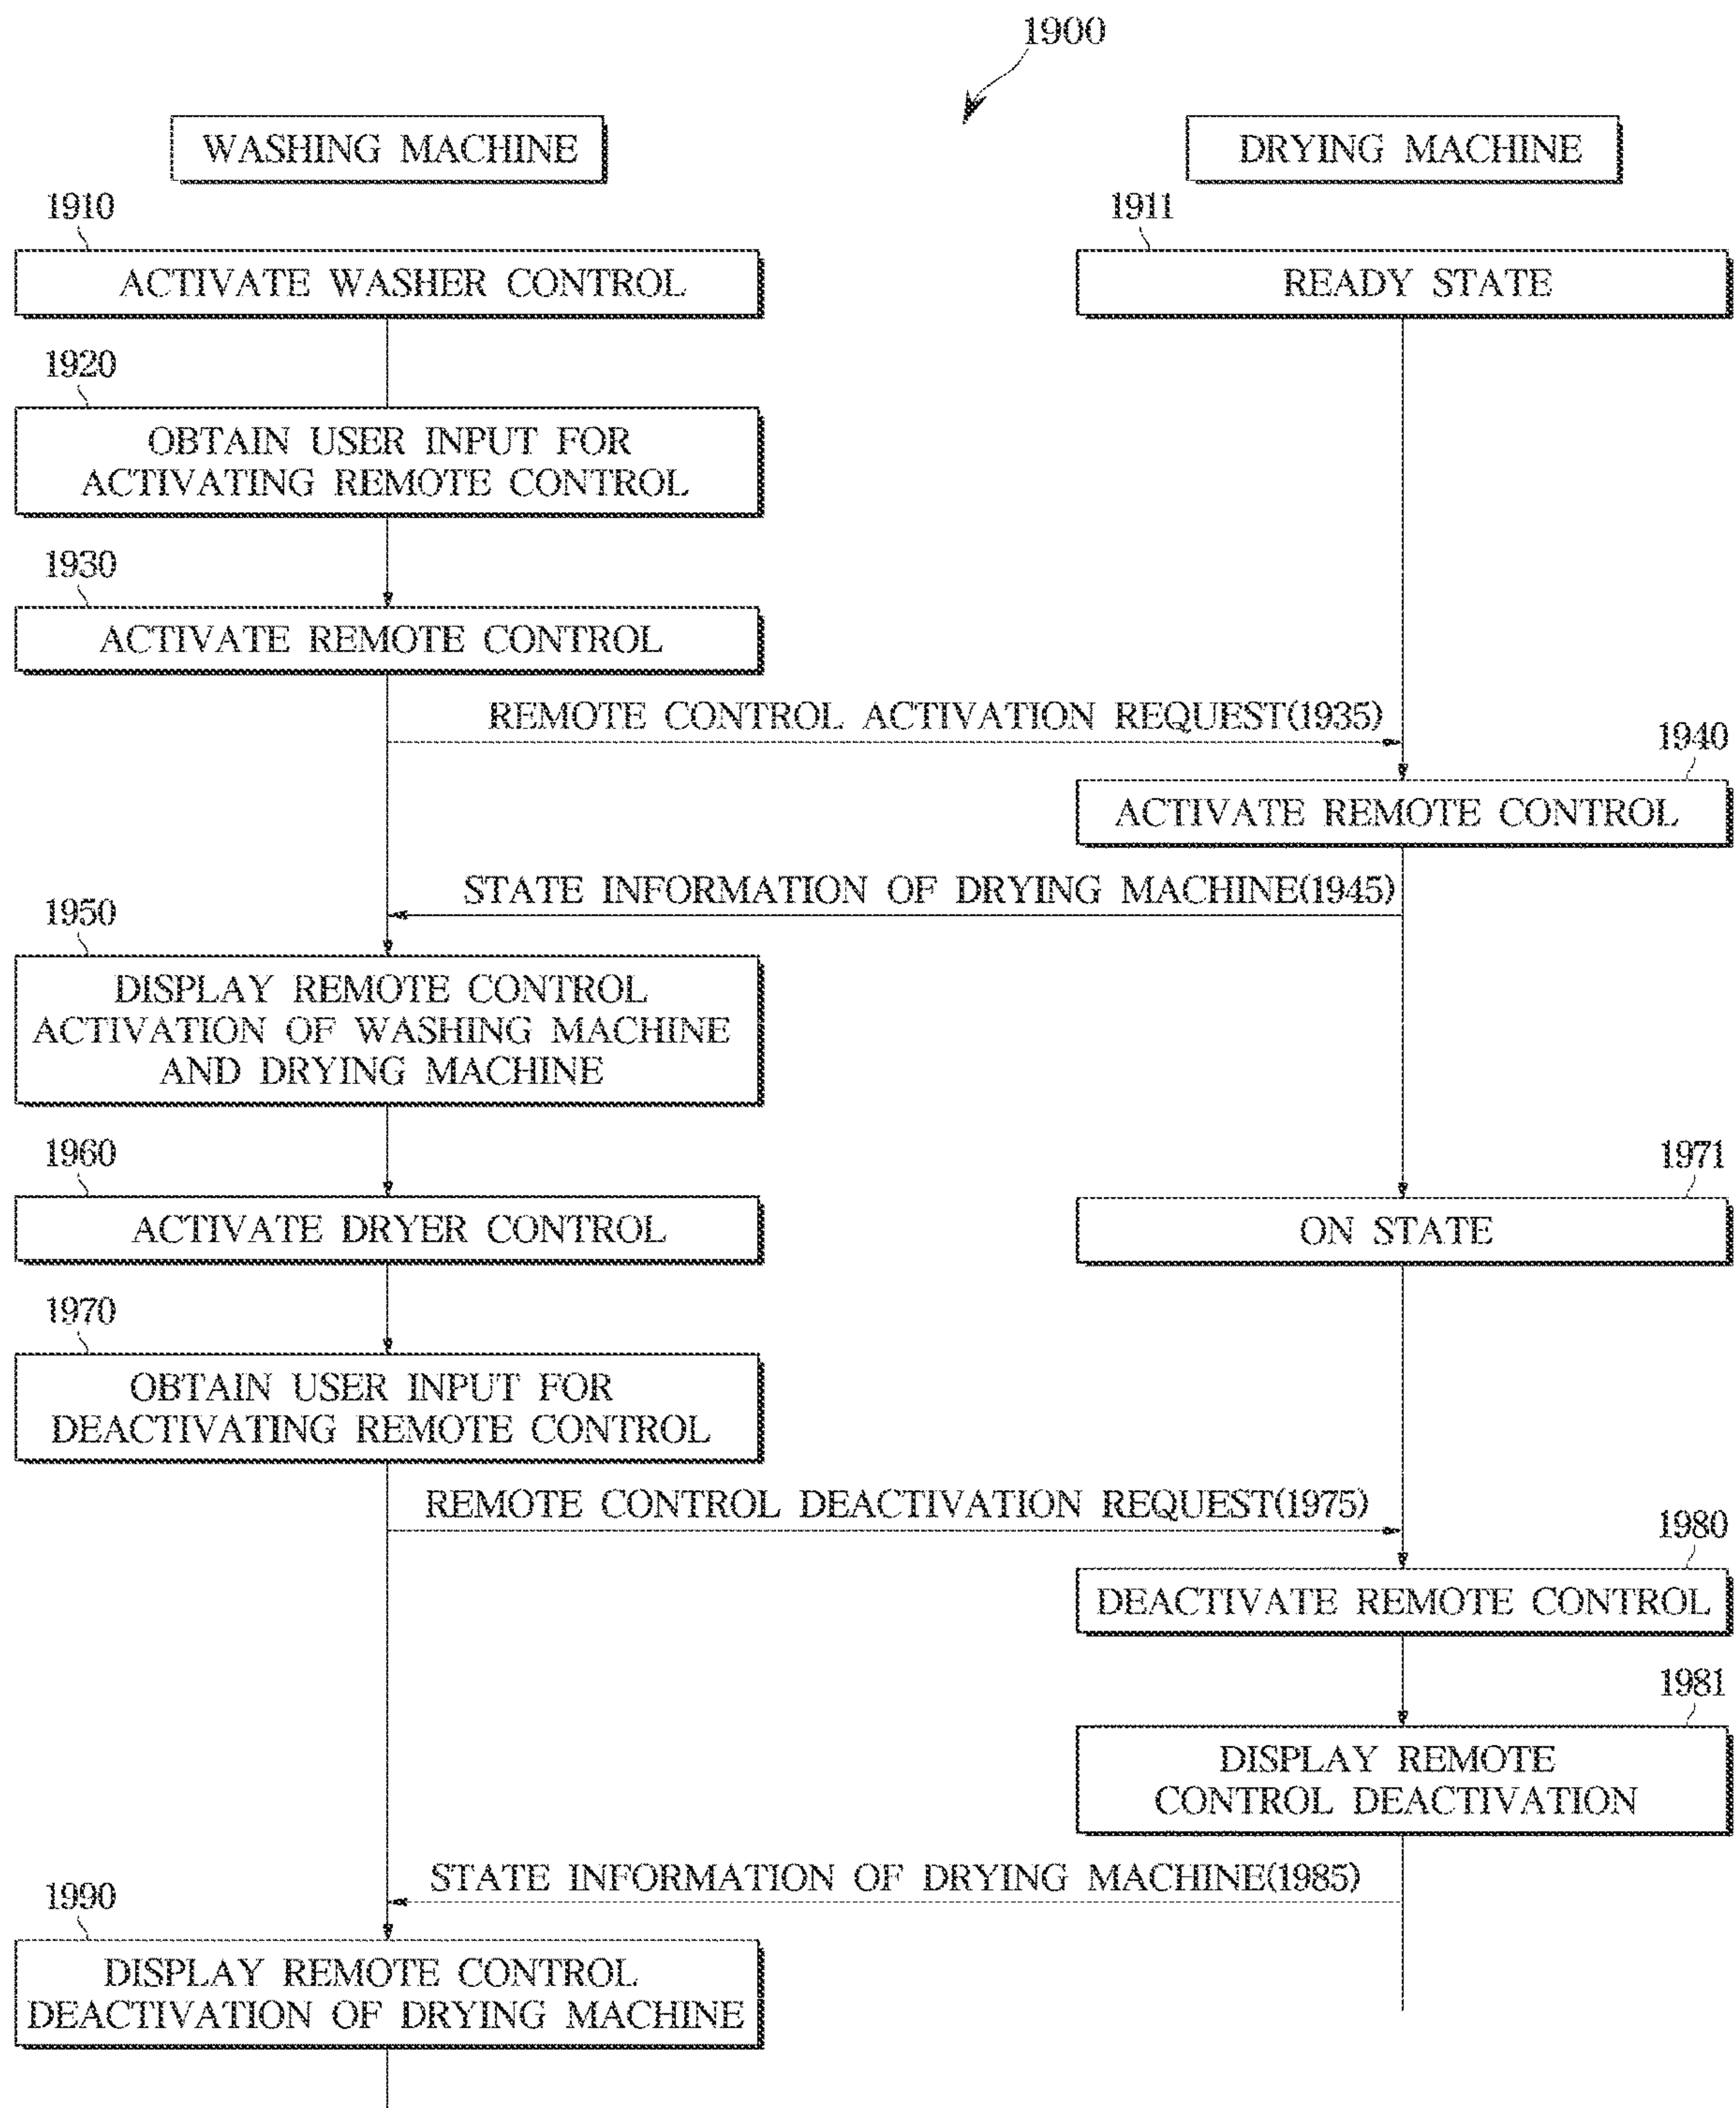 1900
WASHING MACHINE
DRYING MACHINE
1910
1911
ACTIVATE WASHER CONTROL
READY STATE
1920
OBTAIN USER INPUT FOR
ACTIVATING REMOTE CONTROL
1930
ACTIVATE REMOTE CONTROL
REMOTE CONTROL ACTIVATION REQUEST(1935)
1940
ACTIVATE REMOTE CONTROL
STATE INFORMATION OF DRYING MACHINE(1945)
1950
DISPLAY REMOTE CONTROL
ACTIVATION OF WASHING MACHINE
AND DRYING MACHINE
1960
1971
ACTIVATE DRYER CONTROL
ON STATE
1970
OBTAIN USER INPUT FOR
DEACTIVATING REMOTE CONTROL
REMOTE CONTROL DEACTIVATION REQUEST(1975)
1980
DEACTIVATE REMOTE CONTROL
1981
DISPLAY REMOTE
CONTROL DEACTIVATION
STATE INFORMATION OF DRYING MACHINE(1985)
1990
DISPLAY REMOTE CONTROL
DEACTIVATION OF DRYING MACHINE